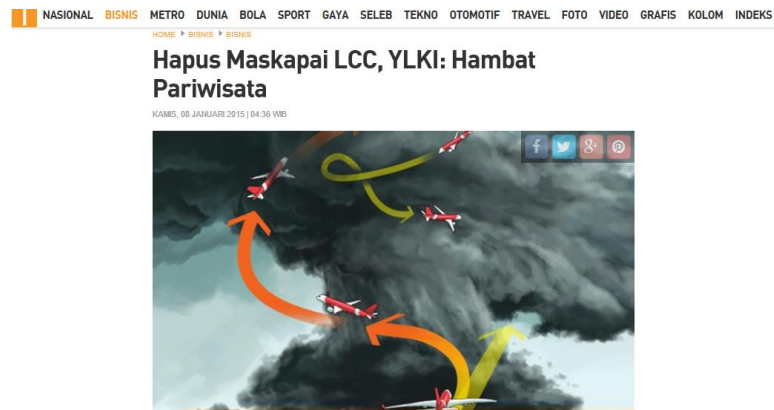 NASIONAL BISNIS METRO DUNIA BOLA SPORT GAYA SELEB TEKNO OTOMOTIF TRAVEL FOTO VIDEO GRAFIS KOLOM INDEKS
HOME BISNIS BISNIS
Hapus Maskapai LCC, YLKI: Hambat
Pariwisata
KAMIS, 08 JANUARI 2015 | 04:36 WIB